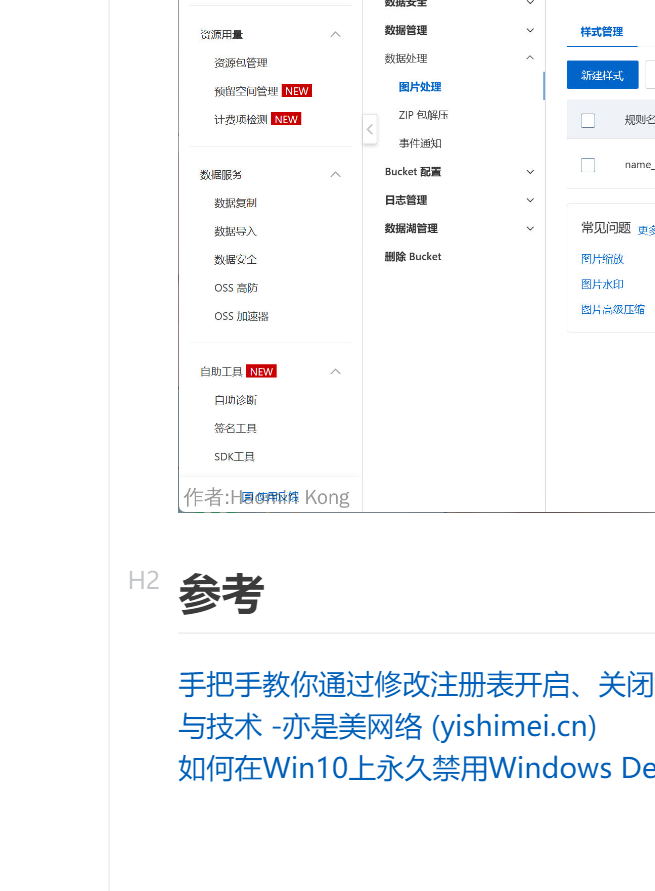 资源用量
资源包管理
预留空间管理 NEW
计费项检测 NEW
数据服务
数据复制
数据导入
数据安全
OSS 高防
OSS 加速器
自助工具 NEW
自助诊断
签名工具
SDK工具
作者:Haomin Kong
数据安全
数据管理
数据处理
图片处理
ZIP 包解压
事件通知
Bucket 配置
日志管理
数据湖管理
删除 Bucket
样式管理
新建样式
规则名
name_
常见问题 更多
图片缩放
图片水印
图片高级压缩
H2
参考
手把手教你通过修改注册表开启、关闭
与技术 -亦是美网络 (yishimei.cn)
如何在Win10上永久禁用Windows De